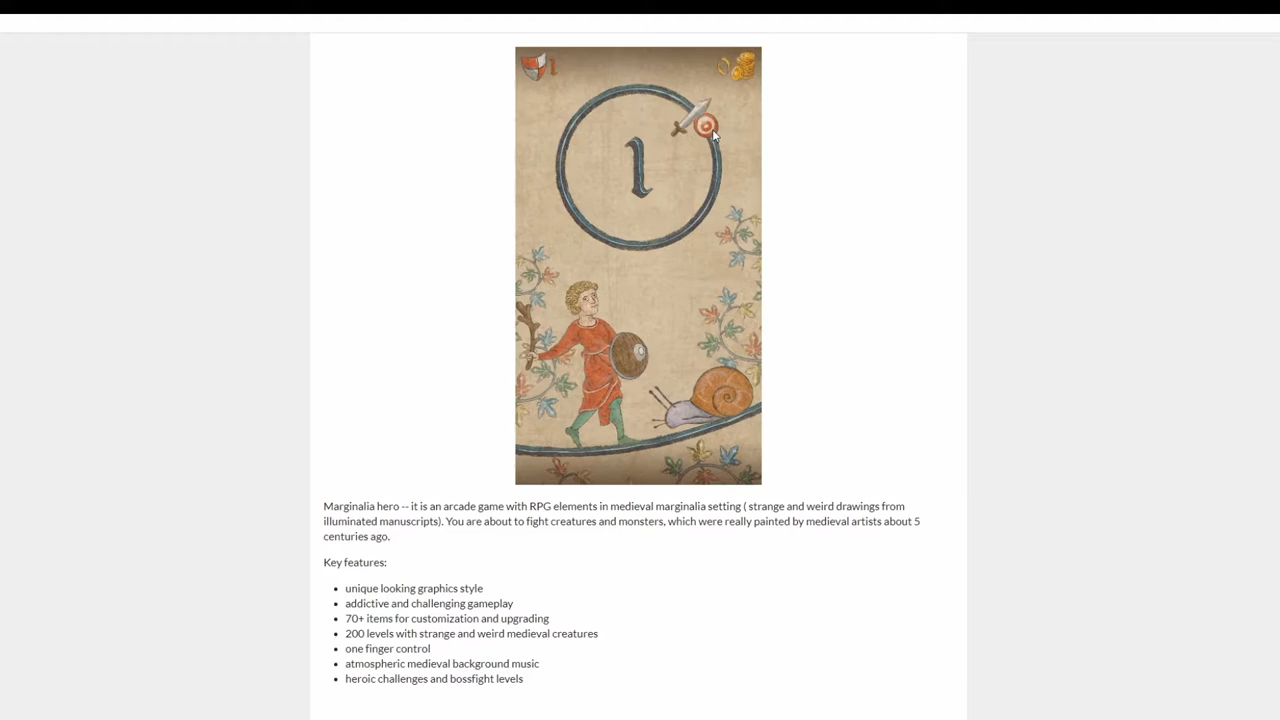 1 0
1
Marginalia hero -- it is an arcade game with RPG elements in medieval marginalia setting ( strange and weird drawings from
illuminated manuscripts). You are about to fight creatures and monsters, which were really painted by medieval artists about 5
centuries ago.
Key features:
unique looking graphics style
addictive and challenging gameplay
70+ items for customization and upgrading
200 levels with strange and weird medieval creatures
one finger control
atmospheric medieval background music
heroic challenges and bossfight levels